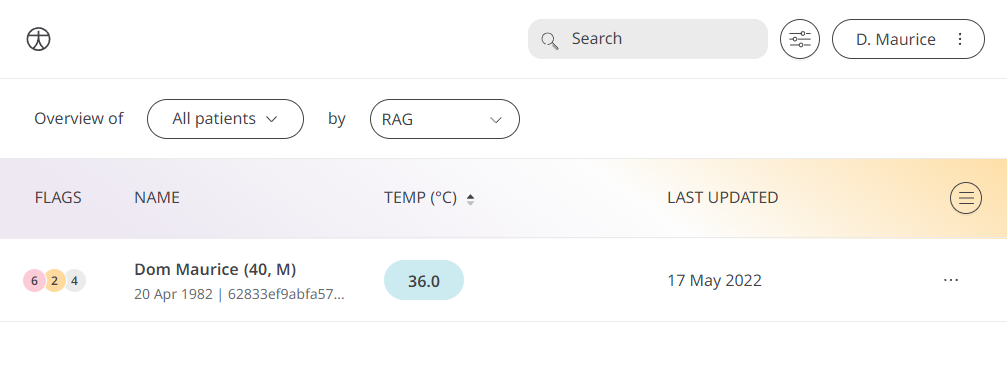 Search
D. Maurice
Overview of All patients by RAG
FLAGS NAME TEMP (°C) LAST UPDATED
6 2 4 Dom Maurice (40, M) 36.0 17 May 2022
20 Apr 1982 | 62833ef9abfa57...